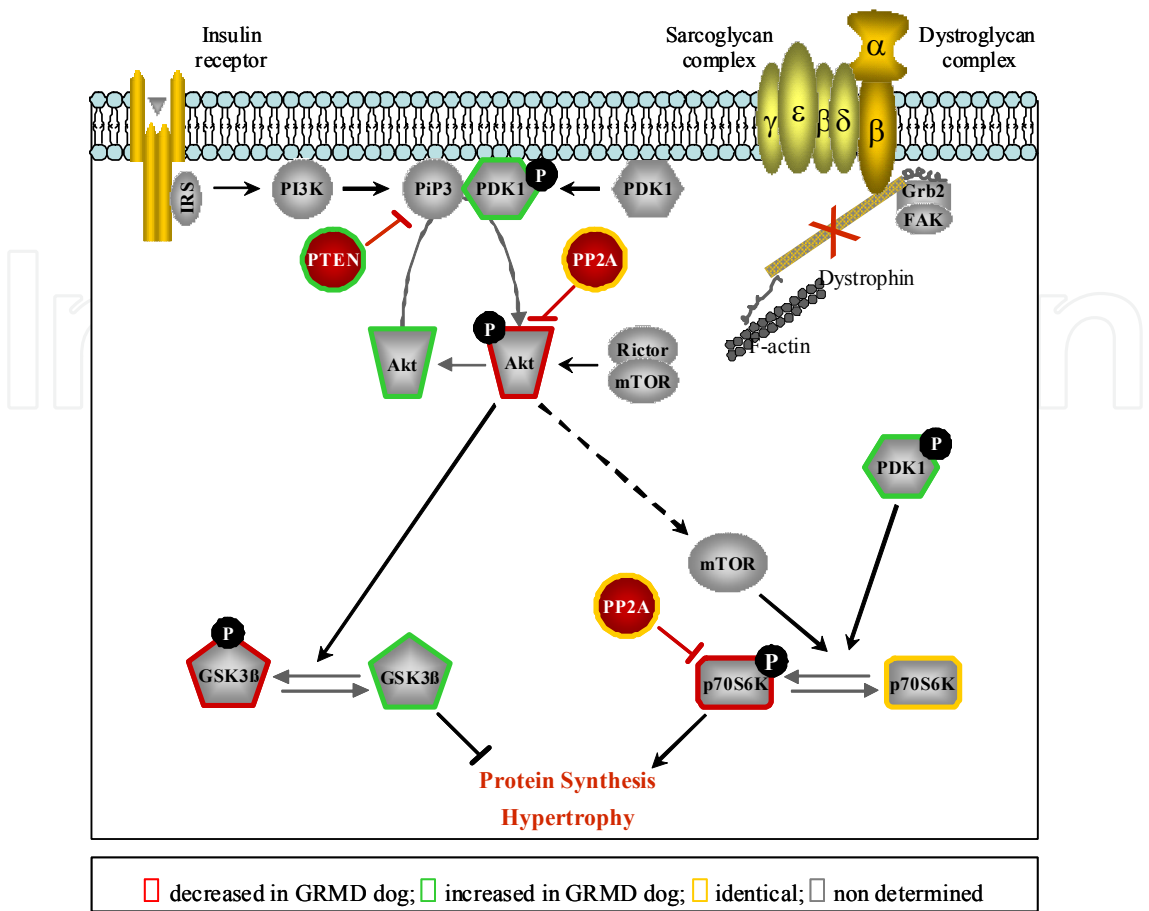 Insulin
receptor
Sarcoglycan
complex
Dystroglycan
complex
α
γ
ε
β
δ
β
IRS
PI3K
PiP3
PDK1
P
PDK1
Grb2
FAK
PTEN
PP2A
Dystrophin
F-actin
Akt
P
Akt
Rictor
mTOR
P
PDK1
mTOR
PP2A
P
GSK3ß
GSK3ß
P
p70S6K
p70S6K
Protein Synthesis
Hypertrophy
decreased in GRMD dog; increased in GRMD dog; identical; non determined